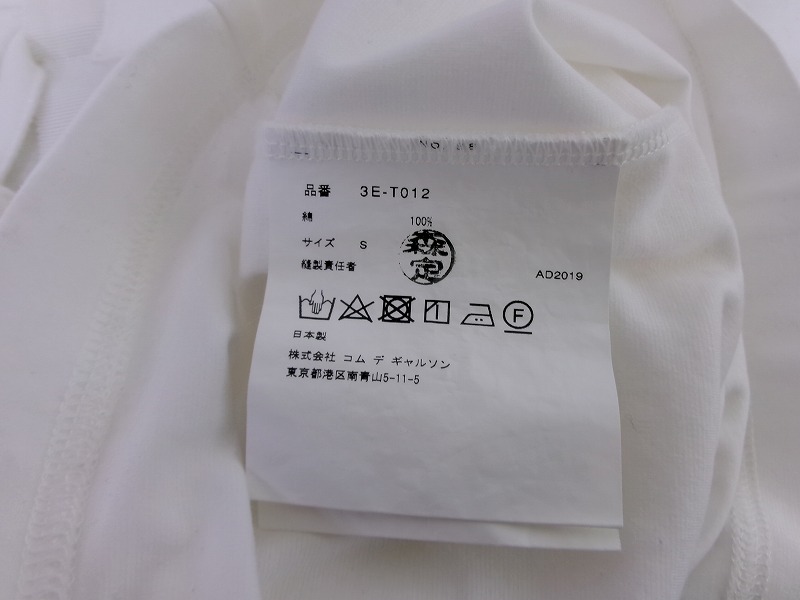 品番 3E-T012
綿 100%
サイズ S
縫製責任者 森定
AD2019
F
日本製
株式会社 コム デ ギャルソン
東京都港区南青山5-11-5